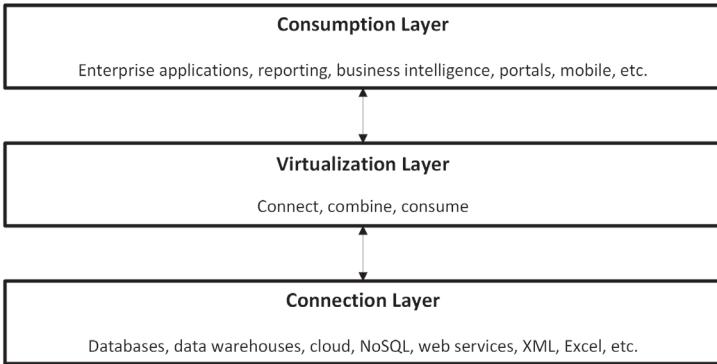 Consumption Layer
Enterprise applications, reporting, business intelligence, portals, mobile, etc.
Virtualization Layer
Connect, combine, consume
Connection Layer
Databases, data warehouses, cloud, NoSQL, web services, XML, Excel, etc.